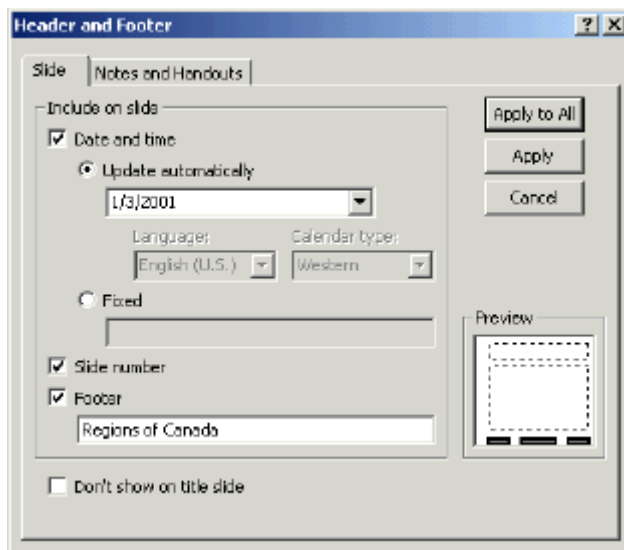 Header and Footer
Slide
Notes and Handouts
Include on slide
Date and time
Update automatically
1/3/2001
Language: Calendar type:
English (U.S.) Western
Fixed
Slide number
Footer
Regions of Canada
Don't show on title slide
Apply to All
Apply
Cancel
Preview